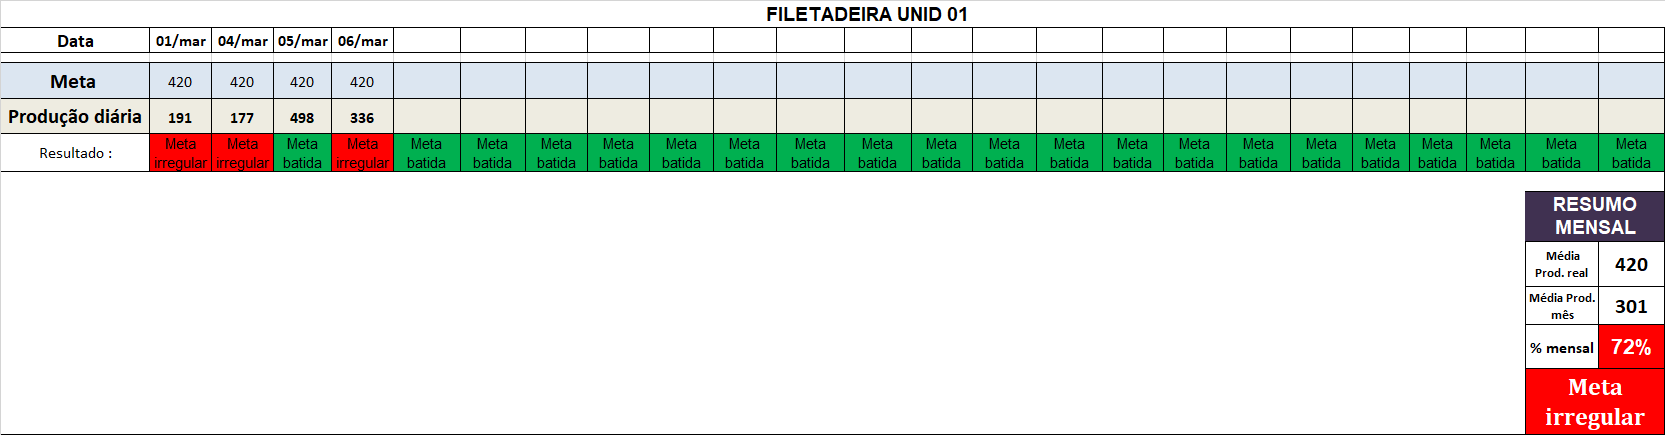 FILETADEIRA UNID 01
Data 01/mar 04/mar 05/mar 06/mar
Meta 420 420 420 420
Produção diária 191 177 498 336
Resultado : Meta irregular Meta irregular Meta batida Meta irregular Meta batida Meta batida Meta batida Meta batida Meta batida Meta batida Meta batida Meta batida Meta batida Meta batida Meta batida Meta batida Meta batida Meta batida Meta batida Meta batida Meta batida Meta batida Meta batida Meta batida
RESUMO
MENSAL
Média
Prod. real 420
Média Prod.
mês 301
% mensal 72%
Meta
irregular